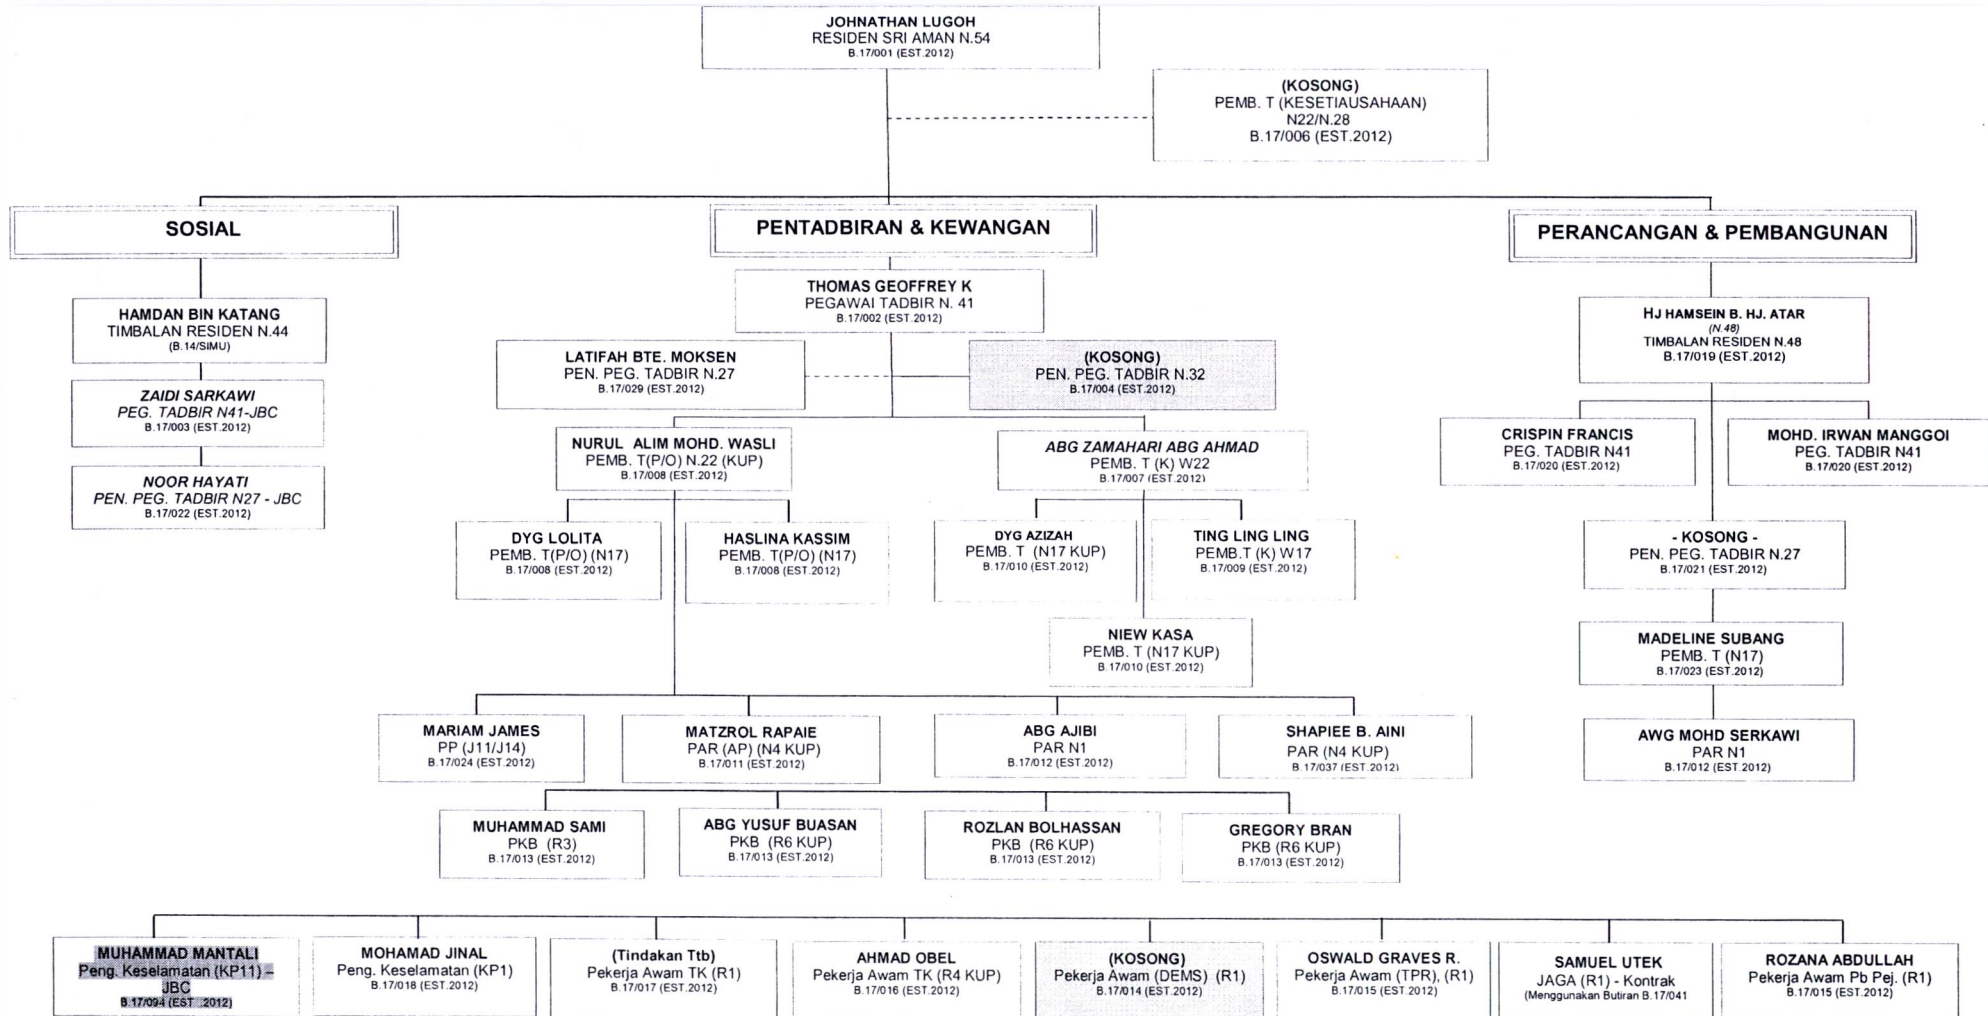 JOHNATHAN LUGOH
RESIDEN SRI AMAN N.54
B.17/001 (EST.2012)
(KOSONG)
PEMB. T (KESETIAUSAHAAN)
N22/N.28
B.17/006 (EST.2012)
SOSIAL
PENTADBIRAN & KEWANGAN
PERANCANGAN & PEMBANGUNAN
HAMDAN BIN KATANG
TIMBALAN RESIDEN N.44
(B.14/SIMU)
ZAIDI SARKAWI
PEG. TADBIR N41-JBC
B.17/003 (EST.2012)
NOOR HAYATI
PEN. PEG. TADBIR N27 - JBC
B.17/022 (EST.2012)
THOMAS GEOFFREY K
PEGAWAI TADBIR N. 41
B.17/002 (EST.2012)
LATIFAH BTE. MOKSEN
PEN. PEG. TADBIR N.27
B.17/029 (EST.2012)
(KOSONG)
PEN. PEG. TADBIR N.32
B.17/004 (EST.2012)
NURUL ALIM MOHD. WASLI
PEMB. T(P/O) N.22 (KUP)
B.17/008 (EST.2012)
ABG ZAMAHARI ABG AHMAD
PEMB. T (K) W22
B.17/007 (EST.2012)
DYG LOLITA
PEMB. T(P/O) (N17)
B.17/008 (EST.2012)
HASLINA KASSIM
PEMB. T(P/O) (N17)
B.17/008 (EST.2012)
DYG AZIZAH
PEMB. T (N17 KUP)
B.17/010 (EST.2012)
TING LING LING
PEMB.T (K) W17
B.17/009 (EST.2012)
NIEW KASA
PEMB. T (N17 KUP)
B.17/010 (EST.2012)
HJ HAMSEIN B. HJ. ATAR
(N.48)
TIMBALAN RESIDEN N.48
B.17/019 (EST.2012)
CRISPIN FRANCIS
PEG. TADBIR N41
B.17/020 (EST.2012)
MOHD. IRWAN MANGGOI
PEG. TADBIR N41
B.17/020 (EST.2012)
- KOSONG -
PEN. PEG. TADBIR N.27
B.17/021 (EST.2012)
MADELINE SUBANG
PEMB. T (N17)
B.17/023 (EST.2012)
AWG MOHD SERKAWI
PAR N1
B.17/012 (EST.2012)
MARIAM JAMES
PP (J11/J14)
B.17/024 (EST.2012)
MATZROL RAPAIE
PAR (AP) (N4 KUP)
B.17/011 (EST.2012)
ABG AJIBI
PAR N1
B.17/012 (EST.2012)
SHAPIEE B. AINI
PAR (N4 KUP)
B.17/037 (EST.2012)
MUHAMMAD SAMI
PKB (R3)
B.17/013 (EST.2012)
ABG YUSUF BUASAN
PKB (R6 KUP)
B.17/013 (EST.2012)
ROZLAN BOLHASSAN
PKB (R6 KUP)
B.17/013 (EST.2012)
GREGORY BRAN
PKB (R6 KUP)
B.17/013 (EST.2012)
MUHAMMAD MANTALI
Peng. Keselamatan (KP11) –
JBC
B.17/094 (EST .2012)
MOHAMAD JINAL
Peng. Keselamatan (KP1)
B.17/018 (EST.2012)
(Tindakan Ttb)
Pekerja Awam TK (R1)
B.17/017 (EST.2012)
AHMAD OBEL
Pekerja Awam TK (R4 KUP)
B.17/016 (EST.2012)
(KOSONG)
Pekerja Awam (DEMS) (R1)
B.17/014 (EST.2012)
OSWALD GRAVES R.
Pekerja Awam (TPR), (R1)
B.17/015 (EST.2012)
SAMUEL UTEK
JAGA (R1) - Kontrak
(Menggunakan Butiran B.17/041
ROZANA ABDULLAH
Pekerja Awam Pb Pej. (R1)
B.17/015 (EST.2012)